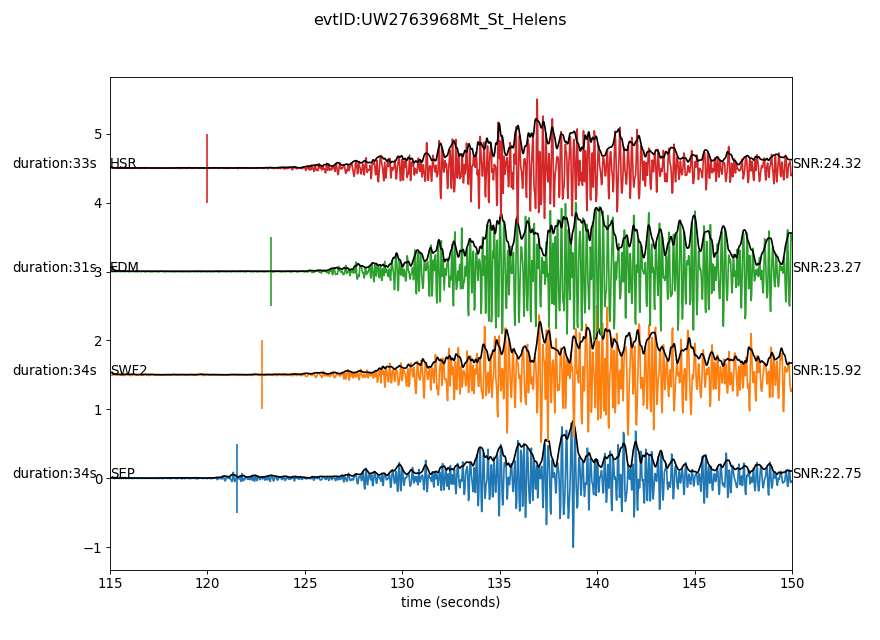 evtID:UW2763968Mt_St_Helens
duration:33s HSR SNR:24.32
duration:31s EDM SNR:23.27
duration:34s SWF2 SNR:15.92
duration:34s SEP SNR:22.75
5
4
3
2
1
0
−1
115 120 125 130 135 140 145 150
time (seconds)